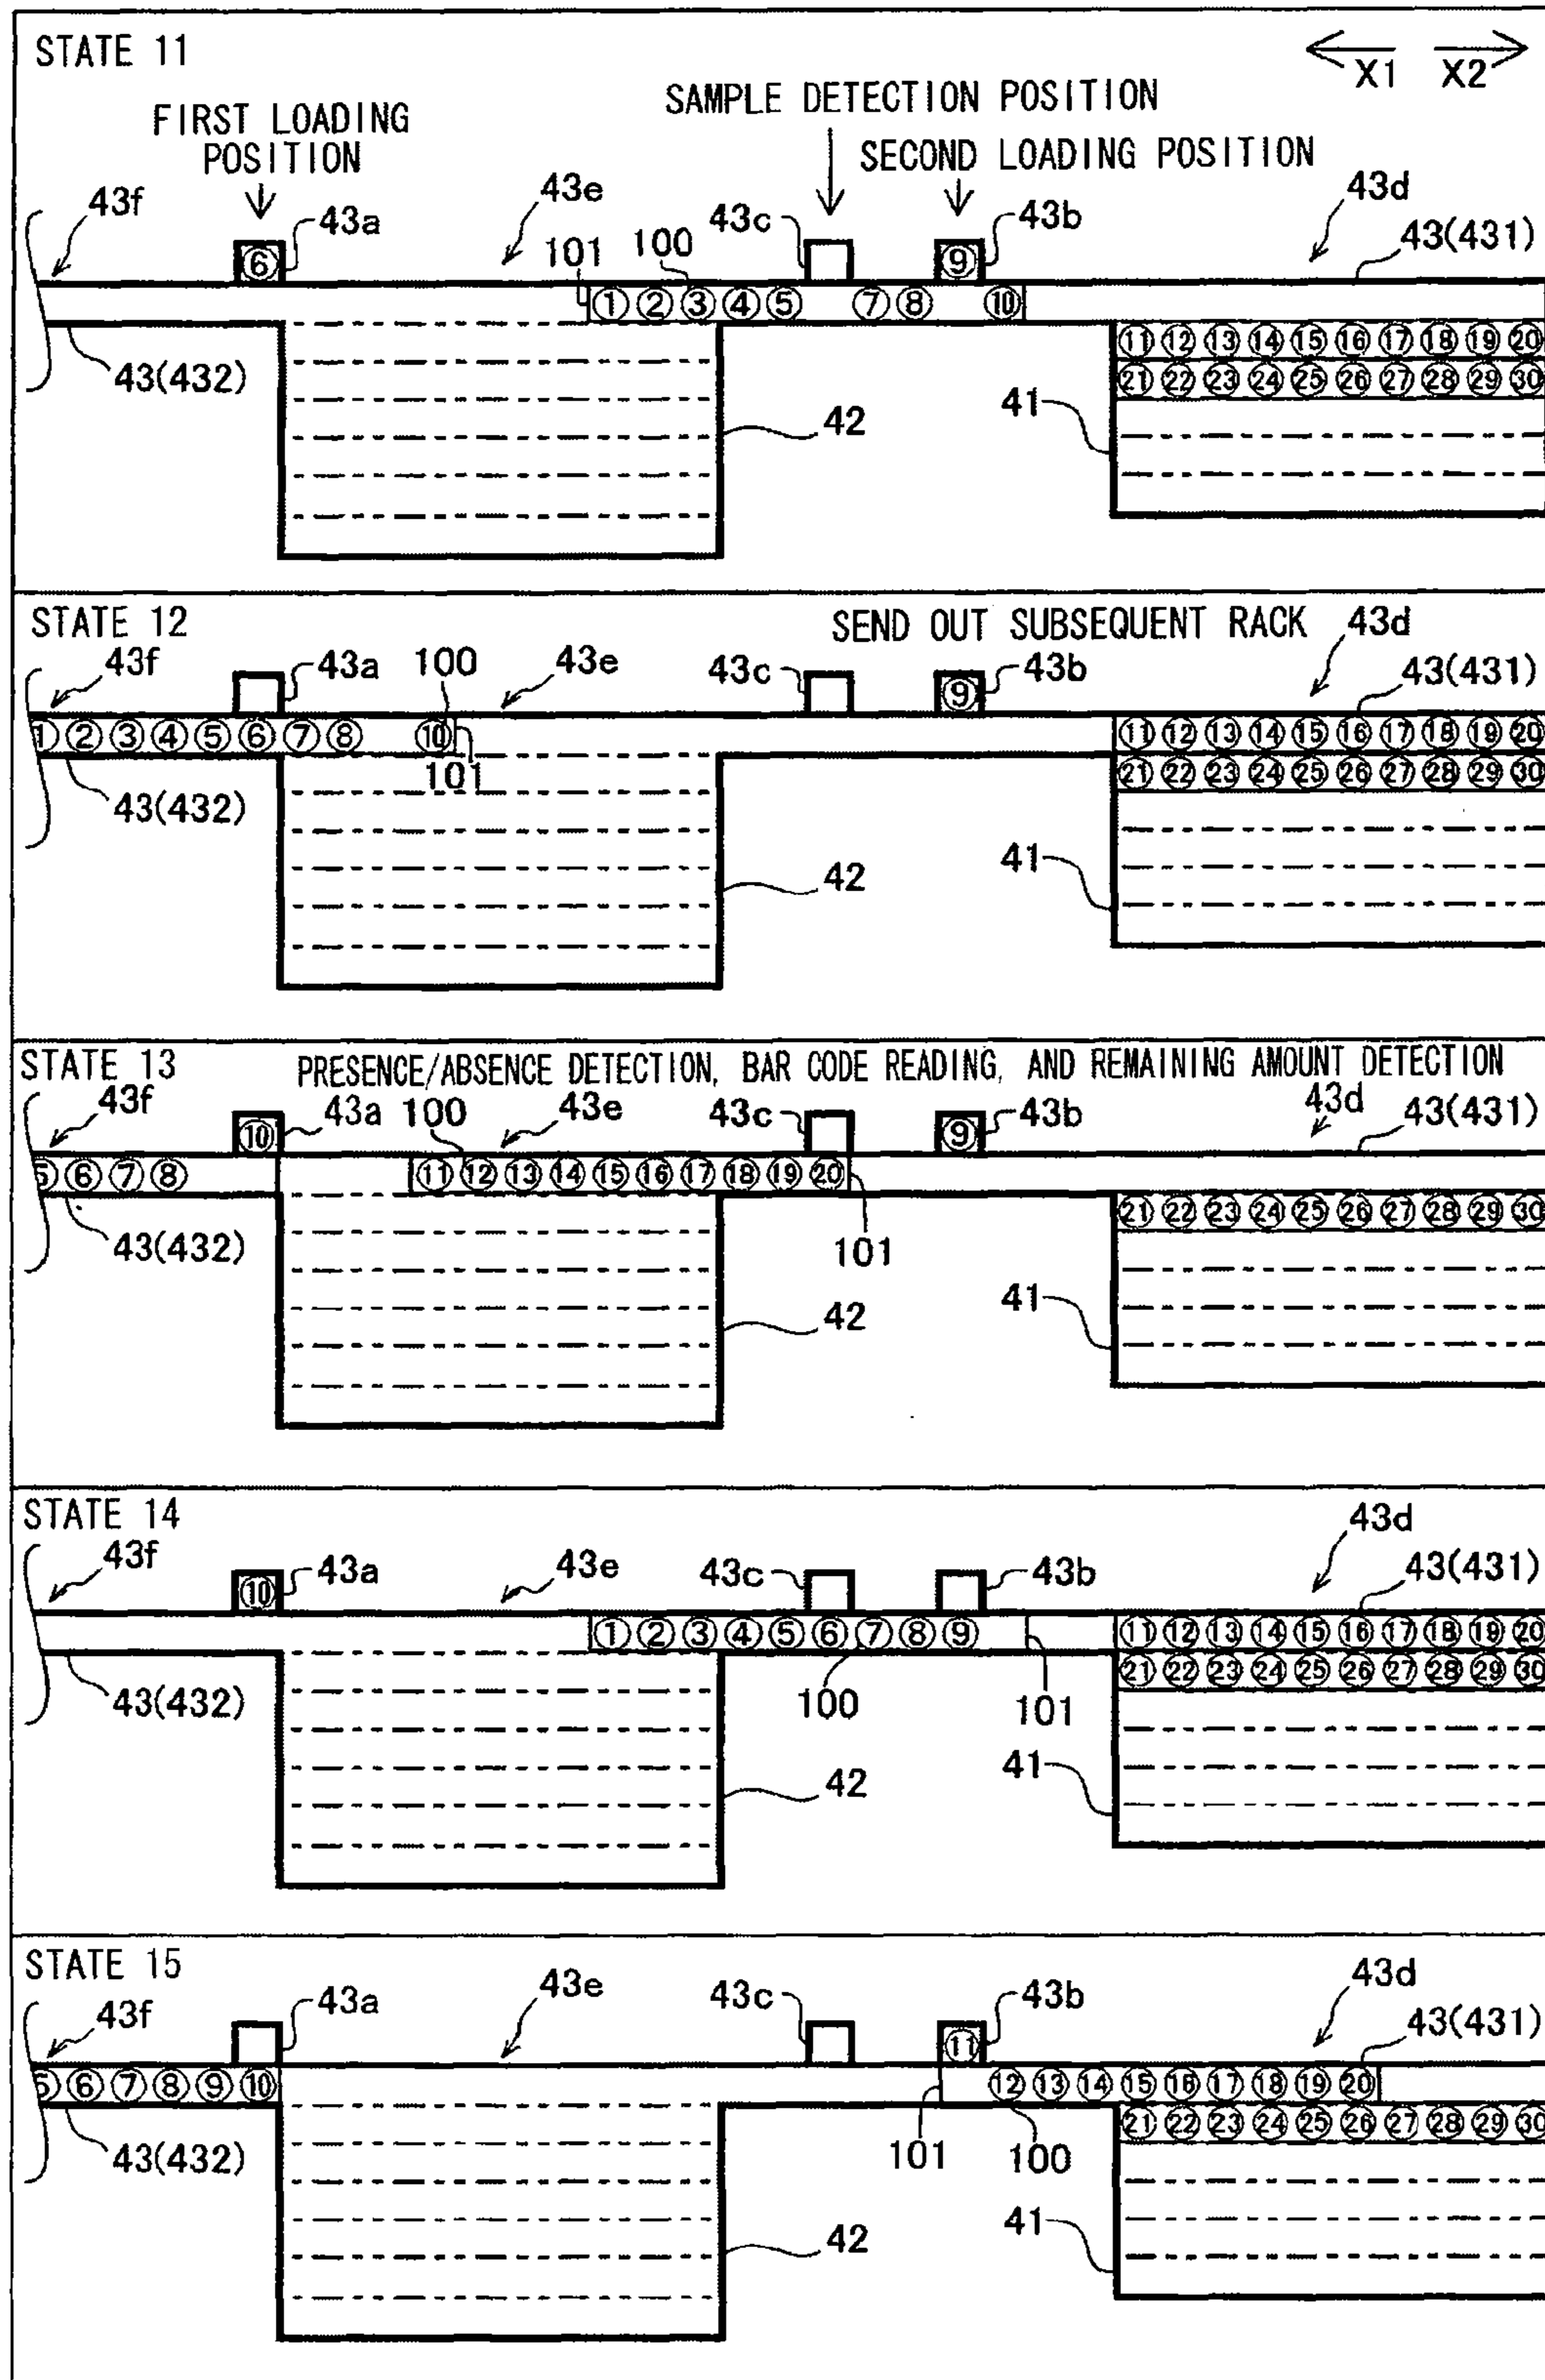 STATE 11
X1 X2
FIRST LOADING
POSITION
SAMPLE DETECTION POSITION
SECOND LOADING POSITION
43f 43a 43e 43c 43b 43d
101 100 43(431)
6 9
1 2 3 4 5 7 8 10
11 12 13 14 15 16 17 18 19 20
43(432)
21 22 23 24 25 26 27 28 29 30
42 41
STATE 12
SEND OUT SUBSEQUENT RACK
43d
43f 43a 100 43e 43c 43b 43(431)
9
1 2 3 4 5 6 7 8 10 11 12 13 14 15 16 17 18 19 20
101
21 22 23 24 25 26 27 28 29 30
43(432)
42 41
STATE 13
PRESENCE/ABSENCE DETECTION, BAR CODE READING, AND REMAINING AMOUNT DETECTION
43f 43a 100 43e 43c 43b 43d 43(431)
10 9
5 6 7 8 11 12 13 14 15 16 17 18 19 20
21 22 23 24 25 26 27 28 29 30
43(432) 101
42 41
STATE 14
43d
43f 43a 43e 43c 43b 43(431)
10
1 2 3 4 5 6 7 8 9 11 12 13 14 15 16 17 18 19 20
21 22 23 24 25 26 27 28 29 30
43(432) 100 101
42 41
STATE 15
43d
43f 43a 43e 43c 43b 43(431)
11
5 6 7 8 9 10 12 13 14 15 16 17 18 19 20
21 22 23 24 25 26 27 28 29 30
43(432) 101 100
42 41